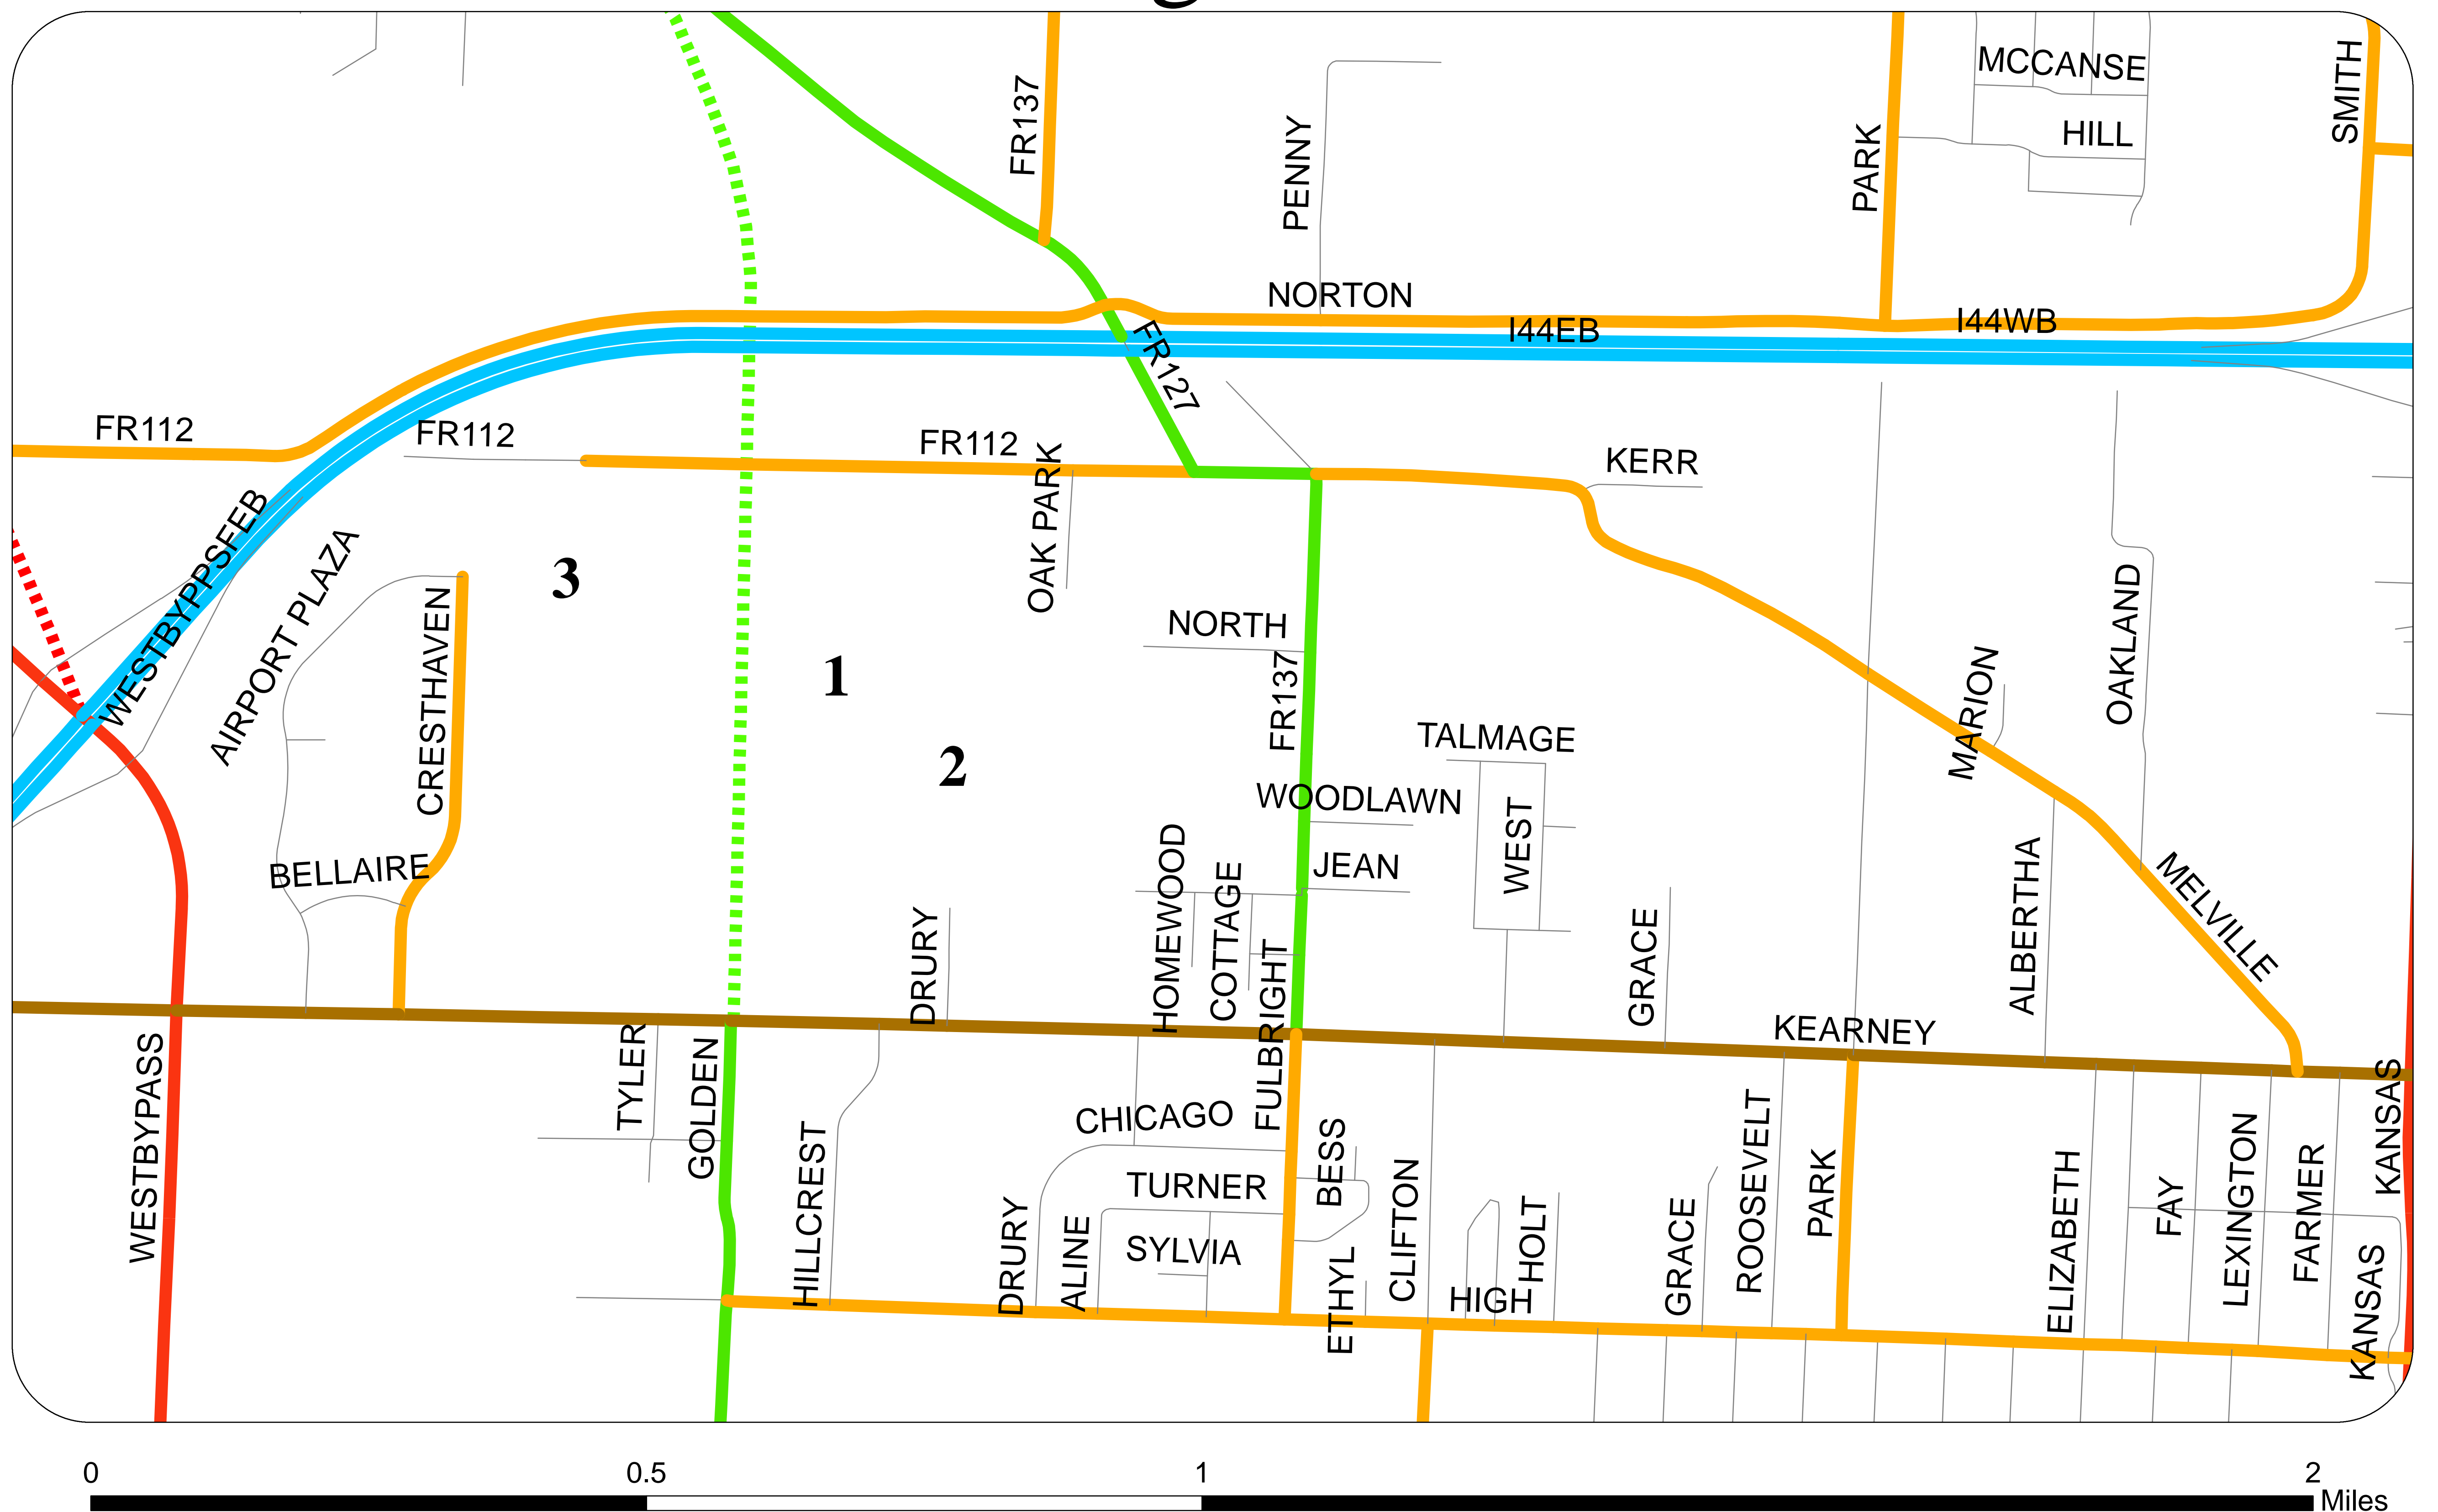 MCCANSE
SMITH
FR137
HILL
PENNY
PARK
NORTON
I44WB
I44EB
FR127
FR112
FR112
FR112
KERR
OAK PARK
WESTBYPPSFEB
AIRPORT PLAZA
3
CRESTHAVEN
1
NORTH
FR137
OAKLAND
MARION
2
TALMAGE
WOODLAWN
WEST
JEAN
BELLAIRE
HOMEWOOD
COTTAGE
ALBERTHA
MELVILLE
DRURY
GRACE
FULBRIGHT
KEARNEY
WESTBYPASS
TYLER
GOLDEN
CHICAGO
HILLCREST
TURNER
BESS
CLIFTON
ROOSEVELT
PARK
KANSAS
DRURY
ALINE
SYLVIA
ETHYL
HIGH
HOLT
GRACE
ELIZABETH
FAY
LEXINGTON
FARMER
KANSAS
0
0.5
1
2
Miles